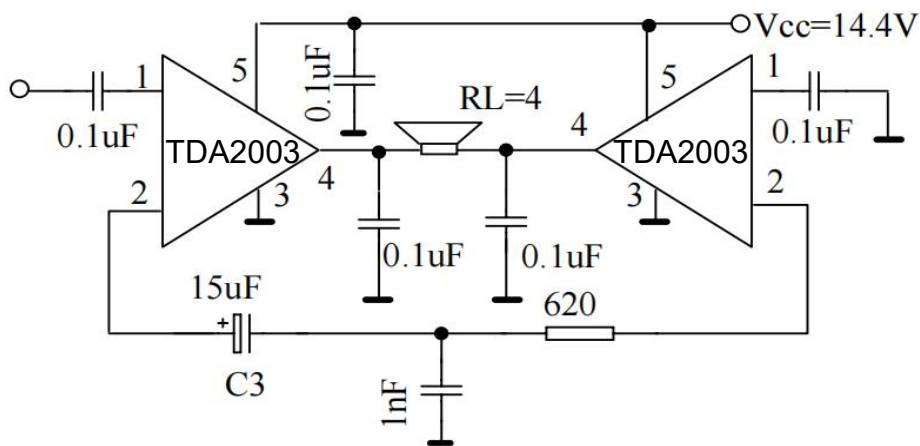 Vcc=14.4V
1
5
0.1uF
5
1
RL=4
0.1uF
TDA2003
4
4
TDA2003
0.1uF
2
3
3
2
0.1uF
0.1uF
15uF
+
620
C3
1nF